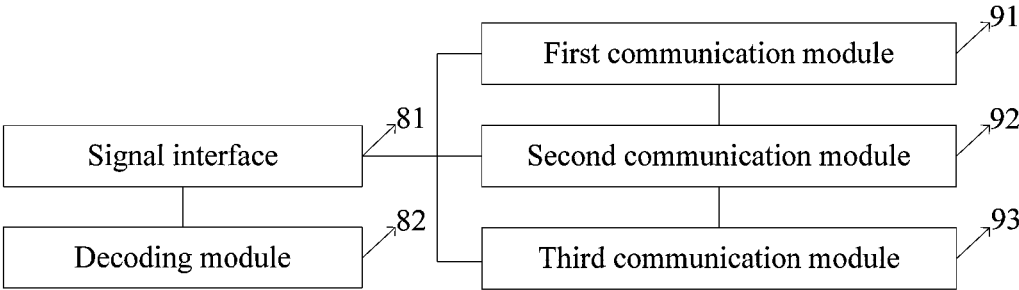 91
First communication module
81
92
Signal interface
Second communication module
82
93
Decoding module
Third communication module